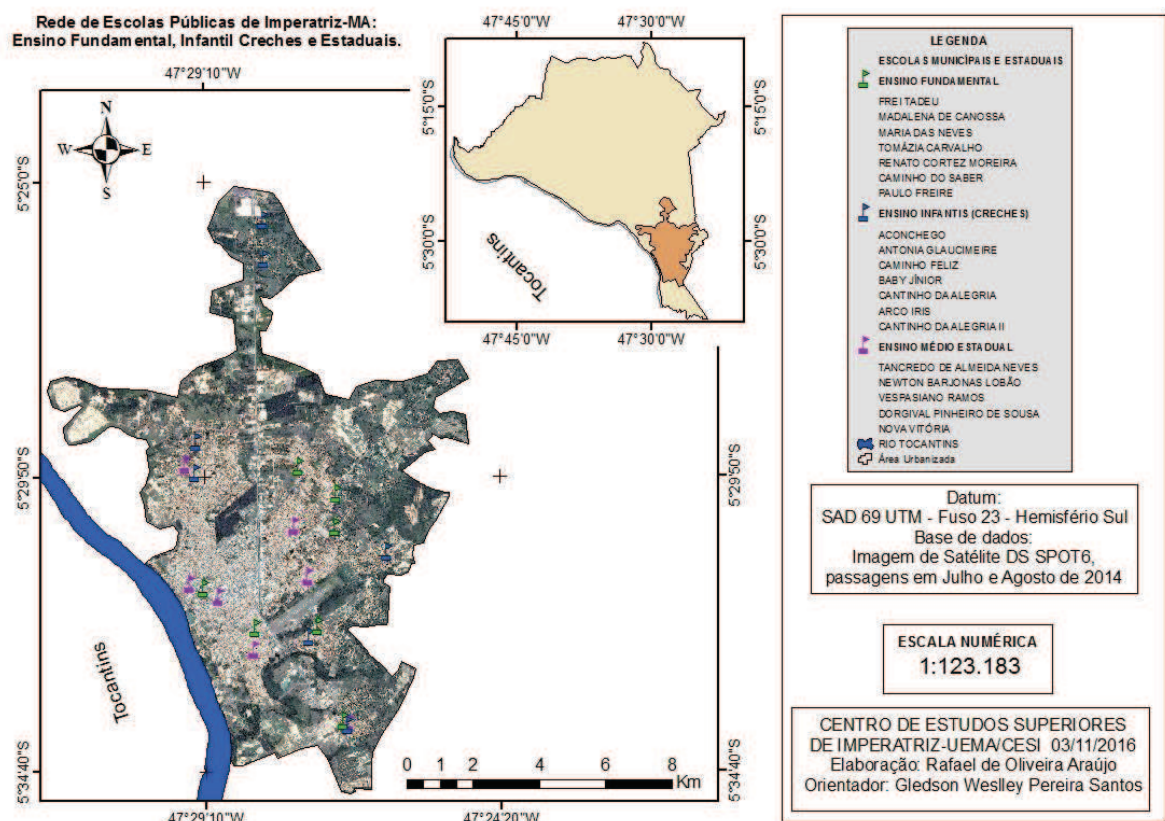 Rede de Escolas Públicas de Imperatriz-MA:
Ensino Fundamental, Infantil Creches e Estaduais.
47°29'10"W
N
W E
S
5°25'0"S
5°29'50"S
5°34'40"S
Tocantins
47°29'10"W
47°24'20"W
5°29'50"S
5°34'40"S
0 1 2 4 6 8
Km
47°45'0"W 47°30'0"W
5°15'0"S
5°30'0"S
Tocantins
47°45'0"W 47°30'0"W
LEGENDA
ESCOLAS MUNICÍPAIS E ESTADUAIS
ENSINO FUNDAMENTAL
FREI TADEU
MADALENA DE CANOSSA
MARIA DAS NEVES
TOMÁZIA CARVALHO
RENATO CORTEZ MOREIRA
CAMINHO DO SABER
PAULO FREIRE
ENSINO INFANTIS (CRECHES)
ACONCHEGO
ANTONIA GLAUCIMEIRE
CAMINHO FELIZ
BABY JÍNIOR
CANTINHO DA ALEGRIA
ARCO IRIS
CANTINHO DA ALEGRIA II
ENSINO MÉDIO ESTADUAL
TANCREDO DE ALMEIDA NEVES
NEWTON BARJONAS LOBÃO
VESPASIANO RAMOS
DORGIVAL PINHEIRO DE SOUSA
NOVA VITÓRIA
RIO TOCANTINS
Área Urbanizada
Datum:
SAD 69 UTM - Fuso 23 - Hemisfério Sul
Base de dados:
Imagem de Satélite DS SPOT6,
passagens em Julho e Agosto de 2014
ESCALA NUMÉRICA
1:123.183
CENTRO DE ESTUDOS SUPERIORES
DE IMPERATRIZ-UEMA/CESI 03/11/2016
Elaboração: Rafael de Oliveira Araújo
Orientador: Gledson Weslley Pereira Santos